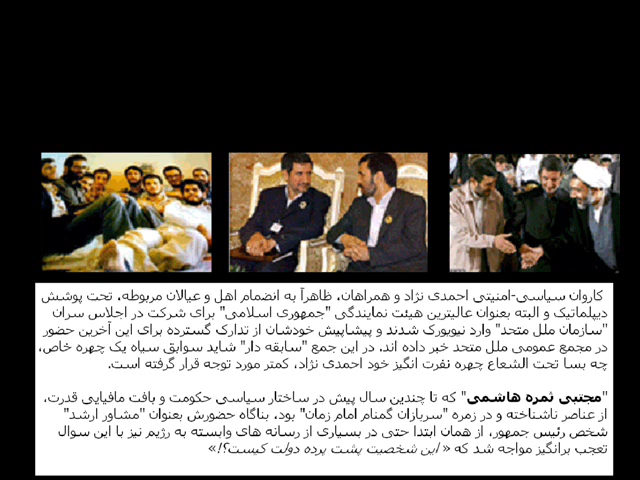 کاروان سیاسی-امنیتی احمدی نژاد و همراهان، ظاهرآ به انضمام اهل و عیالان مربوطه، تحت پوشش
دیپلماتیک و البته بعنوان عالیترین هیئت نمایندگی "جمهوری اسلامی" برای شرکت در اجلاس سران
"سازمان ملل متحد" وارد نیویورک شدند و پیشاپیش خودشان از تدارک گسترده برای این آخرین حضور
در مجمع عمومی ملل متحد خبر داده اند. در این جمع "سابقه دار" شاید سوابق سیاه یک چهره خاص،
چه بسا تحت الشعاع چهره نفرت انگیز خود احمدی نژاد، کمتر مورد توجه قرار گرفته است.
"مجتبی ثمره هاشمی" که تا چندین سال پیش در ساختار سیاسی حکومت و بافت مافیایی قدرت،
از عناصر ناشناخته و در زمره "سربازان گمنام امام زمان" بود، بناگاه حضورش بعنوان "مشاور ارشد"
شخص رئیس جمهور، از همان ابتدا حتی در بسیاری از رسانه های وابسته به رژیم نیز با این سوال
تعجب برانگیز مواجه شد که « این شخصیت پشت پرده دولت کیست؟!»